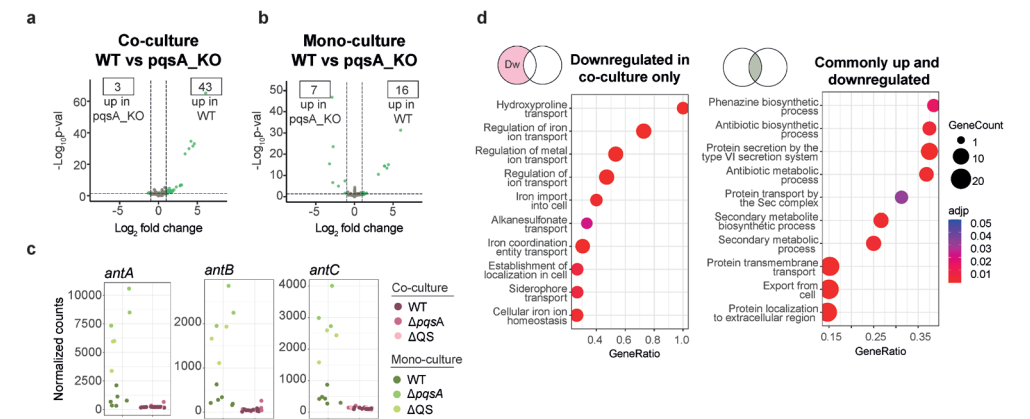 a
Co-culture
WT vs pqsA_KO
3
up in
pqsA_KO
43
up in
WT
-Log10p-val
60
40
20
0
-5
0
5
Log2 fold change
b
Mono-culture
WT vs pqsA_KO
7
up in
pqsA_KO
16
up in
WT
-Log10p-val
50
40
30
20
10
0
-5
0
5
Log2 fold change
c
antA
antB
antC
Normalized counts
10000
7500
5000
2500
0
2000
1000
0
4000
3000
2000
1000
0
Co-culture
WT
ΔpqsA
ΔQS
Mono-culture
WT
ΔpqsA
ΔQS
d
Dw
Downregulated in
co-culture only
Hydroxyproline
transport
Regulation of iron
ion transport
Regulation of metal
ion transport
Regulation of
ion transport
Iron import
into cell
Alkanesulfonate
transport
Iron coordination
entity transport
Establishment of
localization in cell
Siderophore
transport
Cellular iron ion
homeostasis
0.4
0.6
0.8
1.0
GeneRatio
Commonly up and
downregulated
Phenazine biosynthetic
process
Antibiotic biosynthetic
process
Protein secretion by the
type VI secretion system
Antibiotic metabolic
process
Protein transport by
the Sec complex
Secondary metabolite
biosynthetic process
Secondary metabolic
process
Protein transmembrane
transport
Export from
cell
Protein localization
to extracellular region
0.15
0.25
0.35
GeneRatio
GeneCount
1
10
20
adjp
0.05
0.04
0.03
0.02
0.01